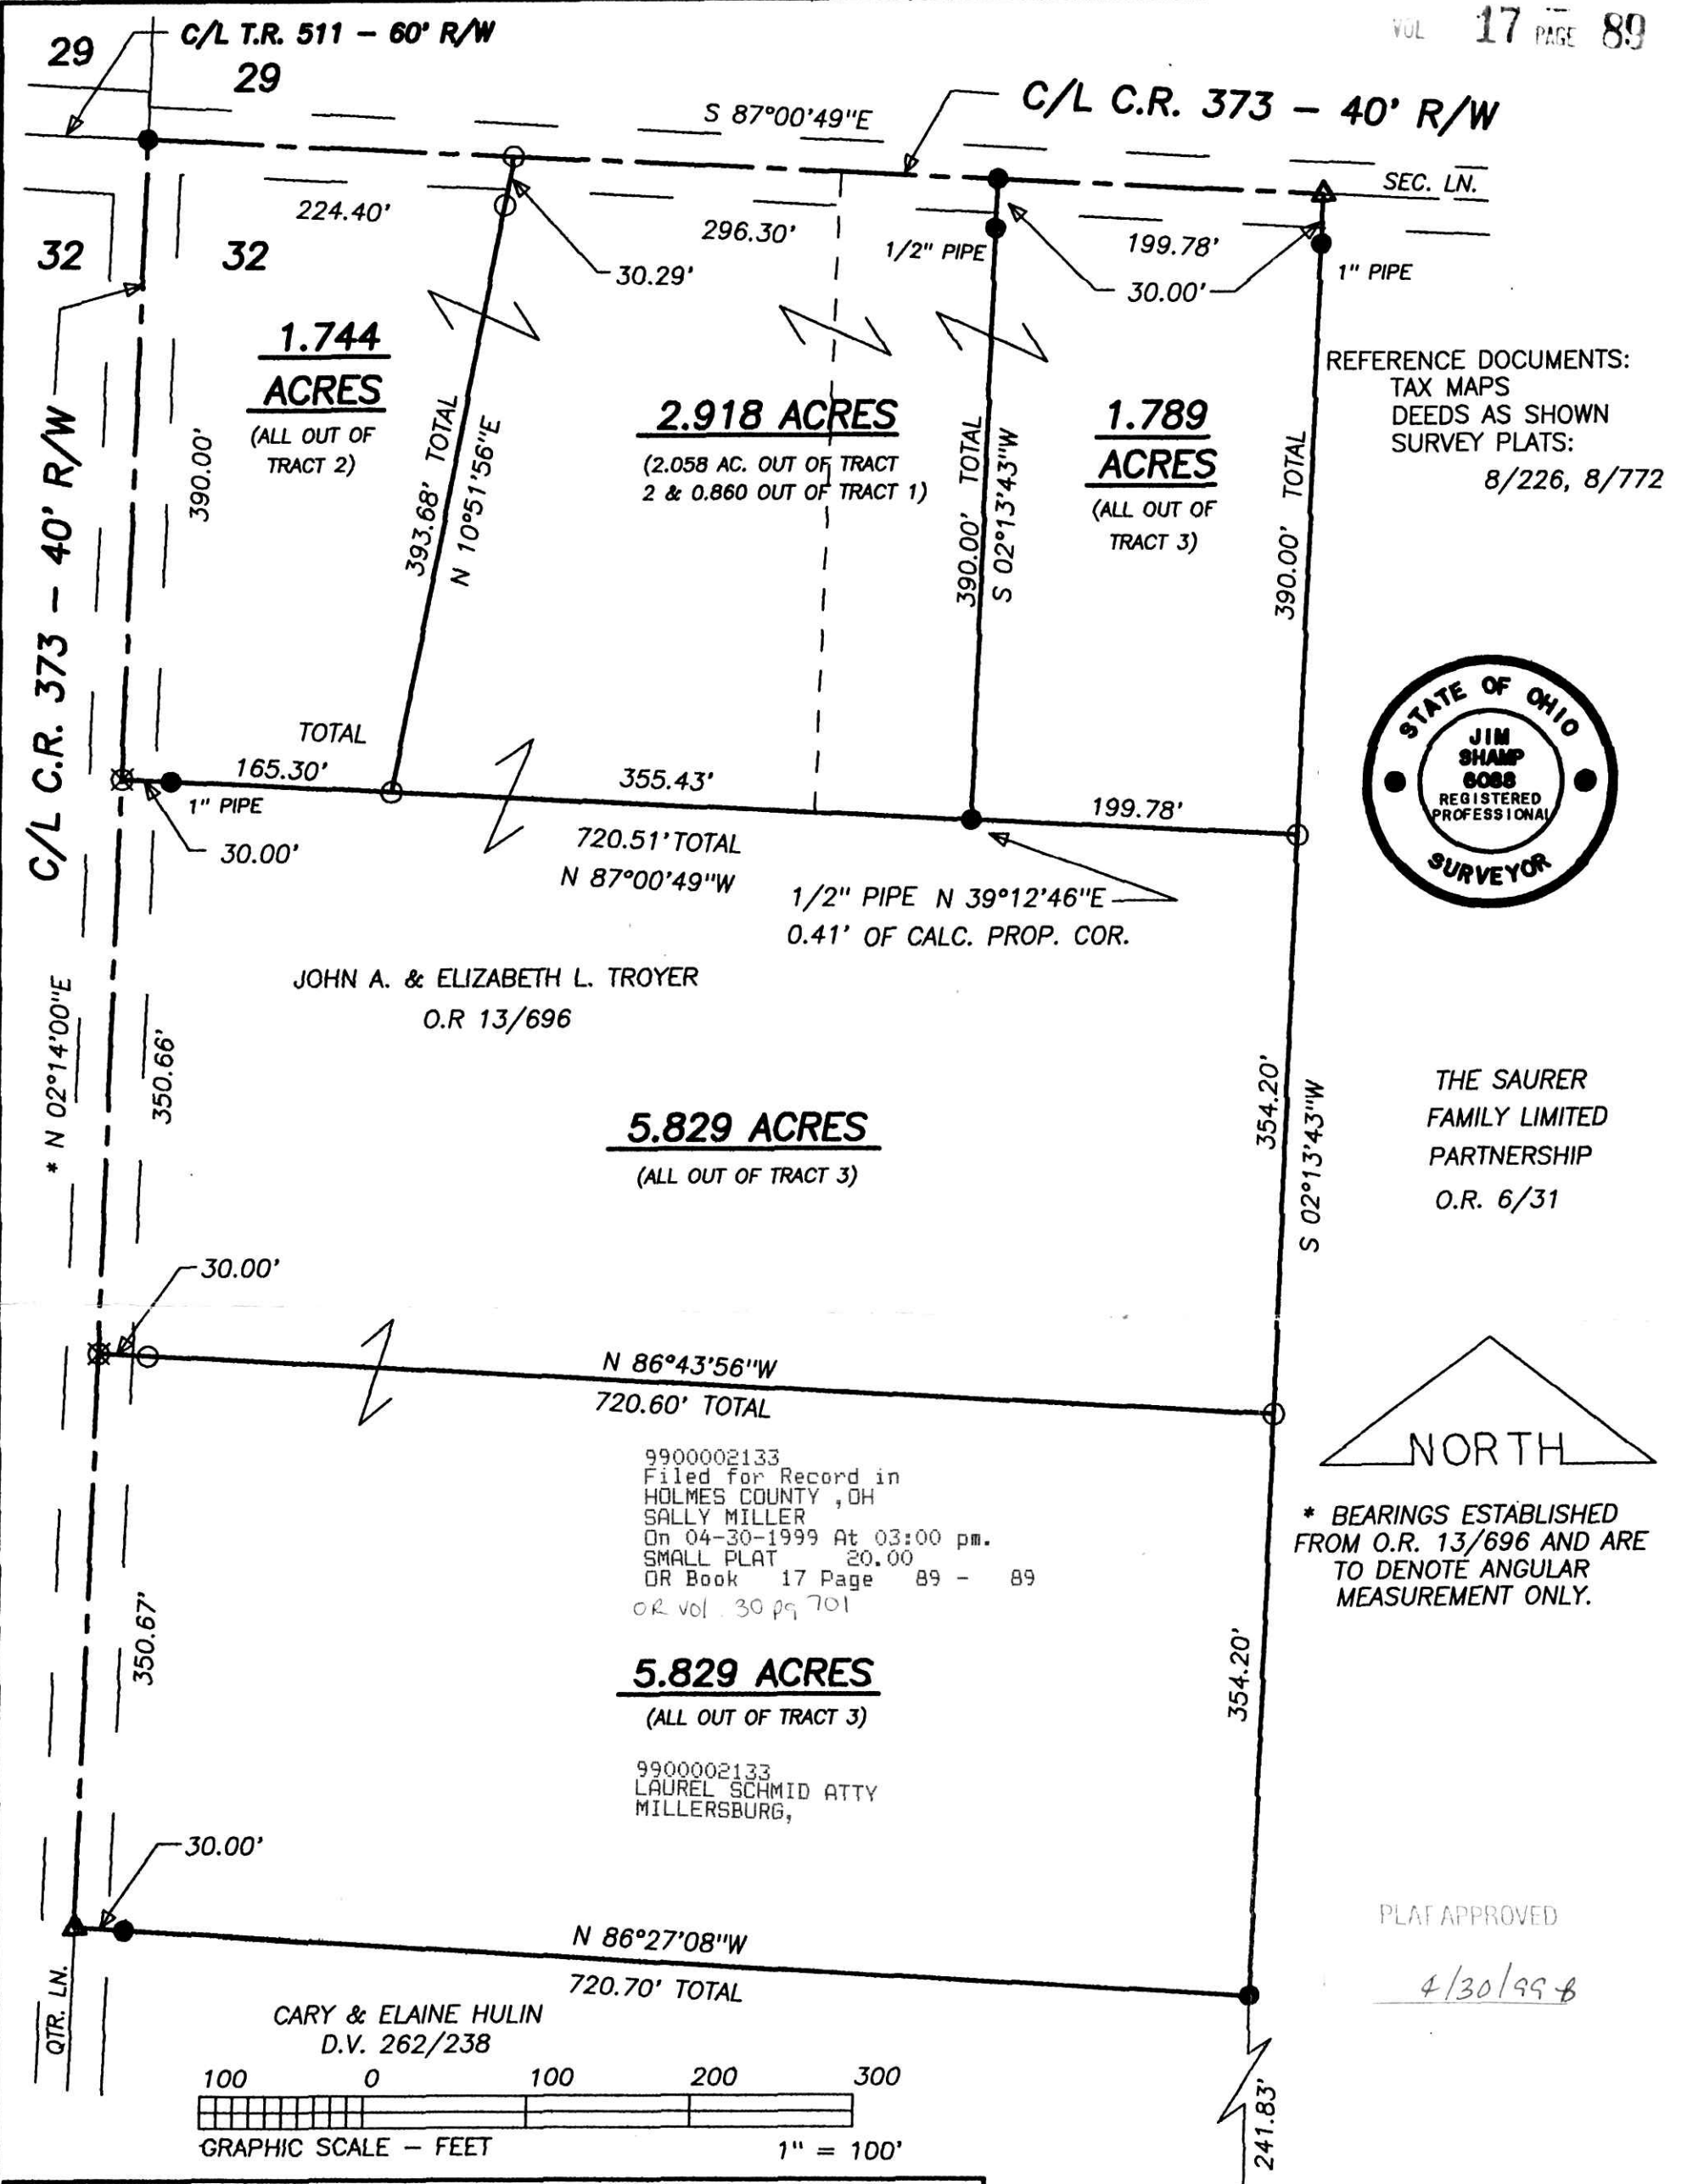 VOL 17 PAGE 89
C/L T.R. 511 - 60' R/W
29
29
S 87°00'49"E
C/L C.R. 373 - 40' R/W
SEC. LN.
224.40'
296.30'
1/2" PIPE
199.78'
1" PIPE
32
32
30.29'
30.00'
1.744
ACRES
(ALL OUT OF
TRACT 2)
2.918 ACRES
(2.058 AC. OUT OF TRACT
2 & 0.860 OUT OF TRACT 1)
1.789
ACRES
(ALL OUT OF
TRACT 3)
REFERENCE DOCUMENTS:
TAX MAPS
DEEDS AS SHOWN
SURVEY PLATS:
8/226, 8/772
C/L C.R. 373 - 40' R/W
390.00'
393.68' TOTAL
N 10°51'56"E
390.00' TOTAL
S 02°13'43"W
390.00' TOTAL
STATE OF OHIO
JIM
SHAMP
6088
REGISTERED
PROFESSIONAL
SURVEYOR
TOTAL
165.30'
1" PIPE
30.00'
355.43'
720.51' TOTAL
N 87°00'49"W
199.78'
1/2" PIPE N 39°12'46"E
0.41' OF CALC. PROP. COR.
JOHN A. & ELIZABETH L. TROYER
O.R 13/696
* N 02°14'00"E
350.66'
354.20'
S 02°13'43"W
5.829 ACRES
(ALL OUT OF TRACT 3)
THE SAURER
FAMILY LIMITED
PARTNERSHIP
O.R. 6/31
30.00'
N 86°43'56"W
720.60' TOTAL
NORTH
* BEARINGS ESTABLISHED
FROM O.R. 13/696 AND ARE
TO DENOTE ANGULAR
MEASUREMENT ONLY.
9900002133
Filed for Record in
HOLMES COUNTY ,OH
SALLY MILLER
On 04-30-1999 At 03:00 pm.
SMALL PLAT 20.00
OR Book 17 Page 89 - 89
OR vol. 30 pg 701
350.67'
354.20'
5.829 ACRES
(ALL OUT OF TRACT 3)
9900002133
LAUREL SCHMID ATTY
MILLERSBURG,
30.00'
N 86°27'08"W
720.70' TOTAL
PLAT APPROVED
4/30/99
QTR. LN.
CARY & ELAINE HULIN
D.V. 262/238
100 0 100 200 300
GRAPHIC SCALE - FEET 1" = 100'
241.83'